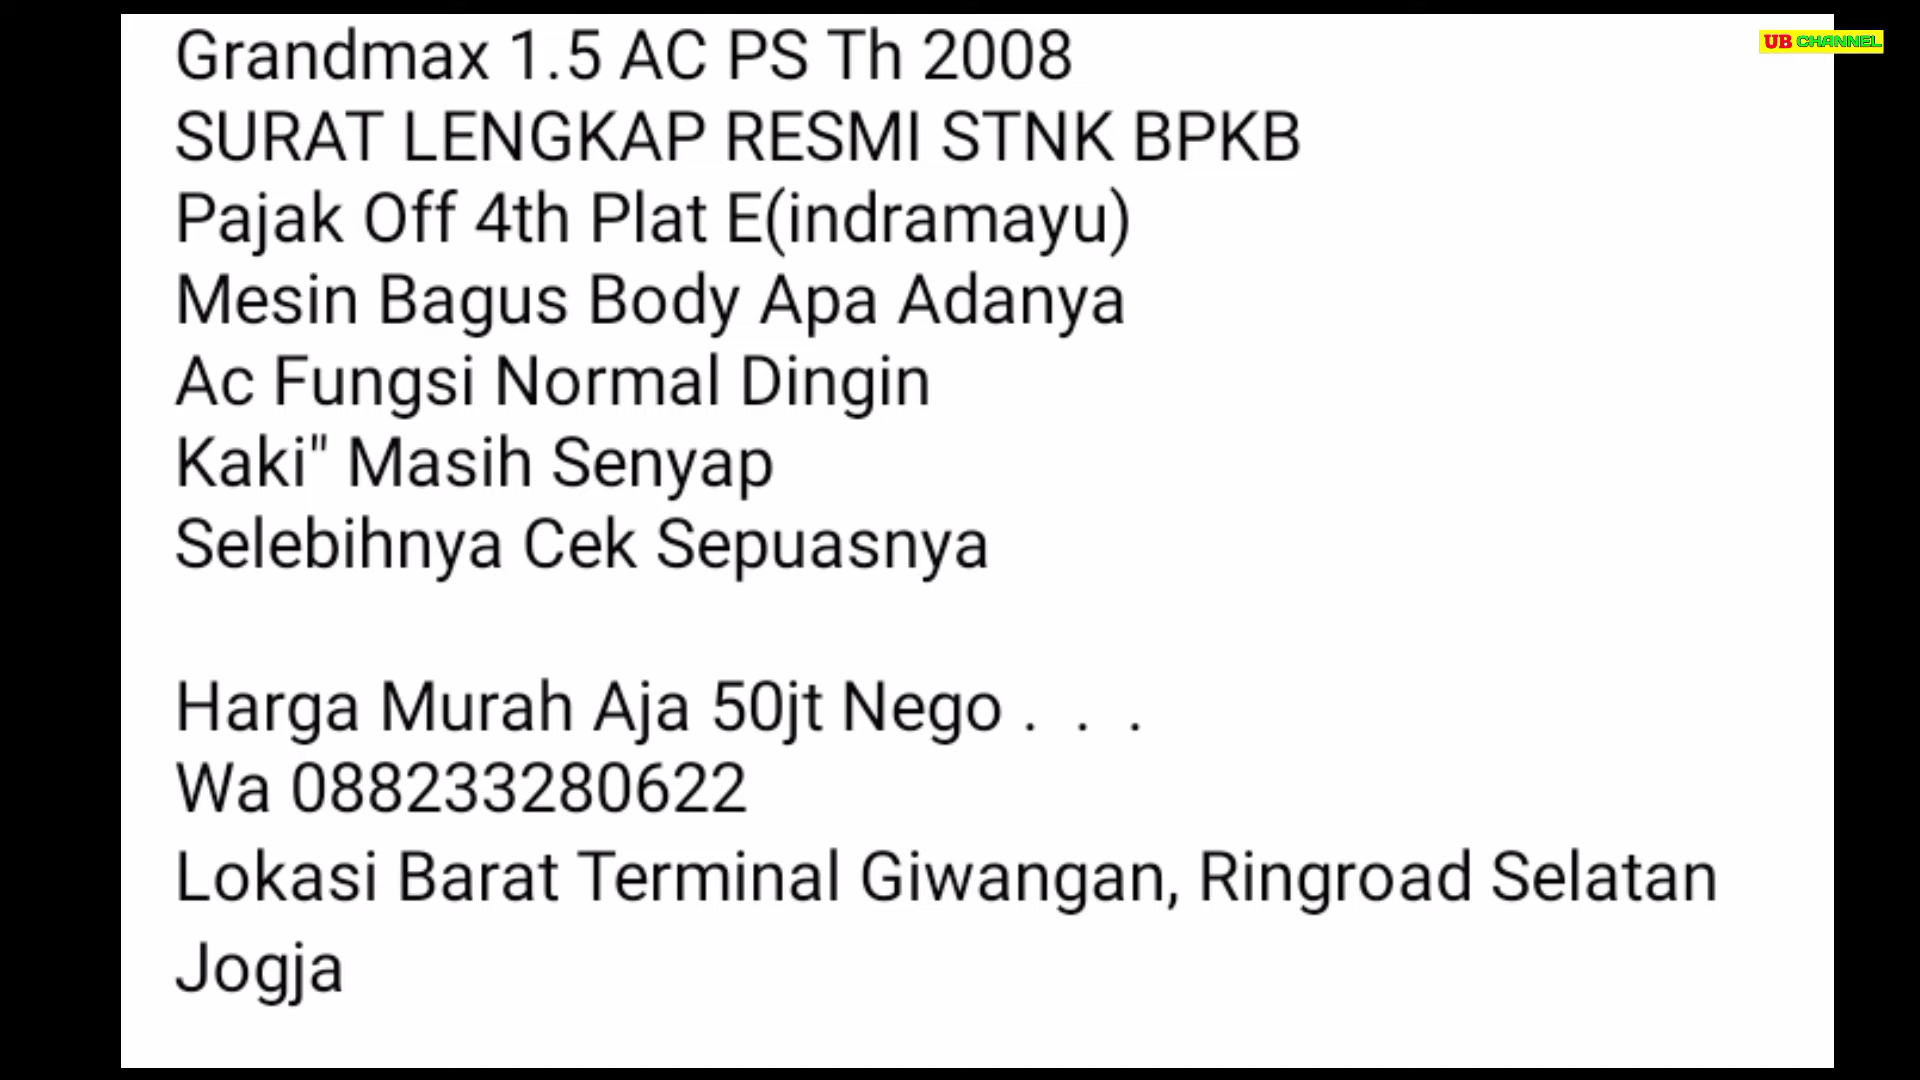 UB CHANNEL
Grandmax 1.5 AC PS Th 2008
SURAT LENGKAP RESMI STNK BPKB
Pajak Off 4th Plat E(indramayu)
Mesin Bagus Body Apa Adanya
Ac Fungsi Normal Dingin
Kaki" Masih Senyap
Selebihnya Cek Sepuasnya
Harga Murah Aja 50jt Nego . . .
Wa 088233280622
Lokasi Barat Terminal Giwangan, Ringroad Selatan
Jogja